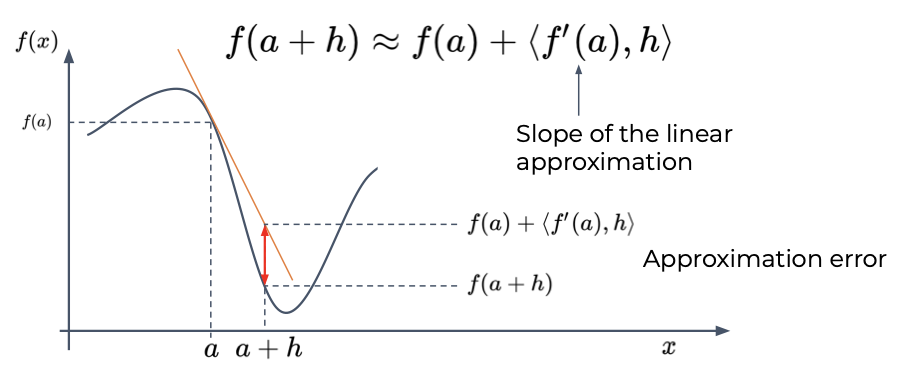 f(a + h) ≈ f(a) + ⟨f′(a), h⟩
f(x)
f(a)
Slope of the linear
approximation
f(a) + ⟨f′(a), h⟩
Approximation error
f(a + h)
a a + h
x